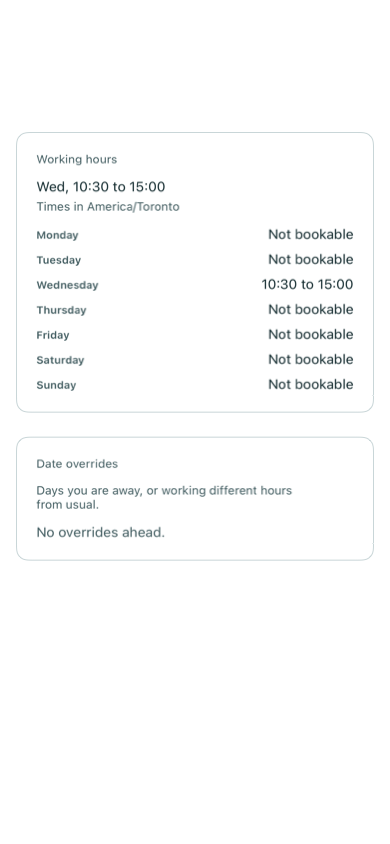 Working hours
Wed, 10:30 to 15:00
Times in America/Toronto
Monday Not bookable
Tuesday Not bookable
Wednesday 10:30 to 15:00
Thursday Not bookable
Friday Not bookable
Saturday Not bookable
Sunday Not bookable
Date overrides
Days you are away, or working different hours
from usual.
No overrides ahead.